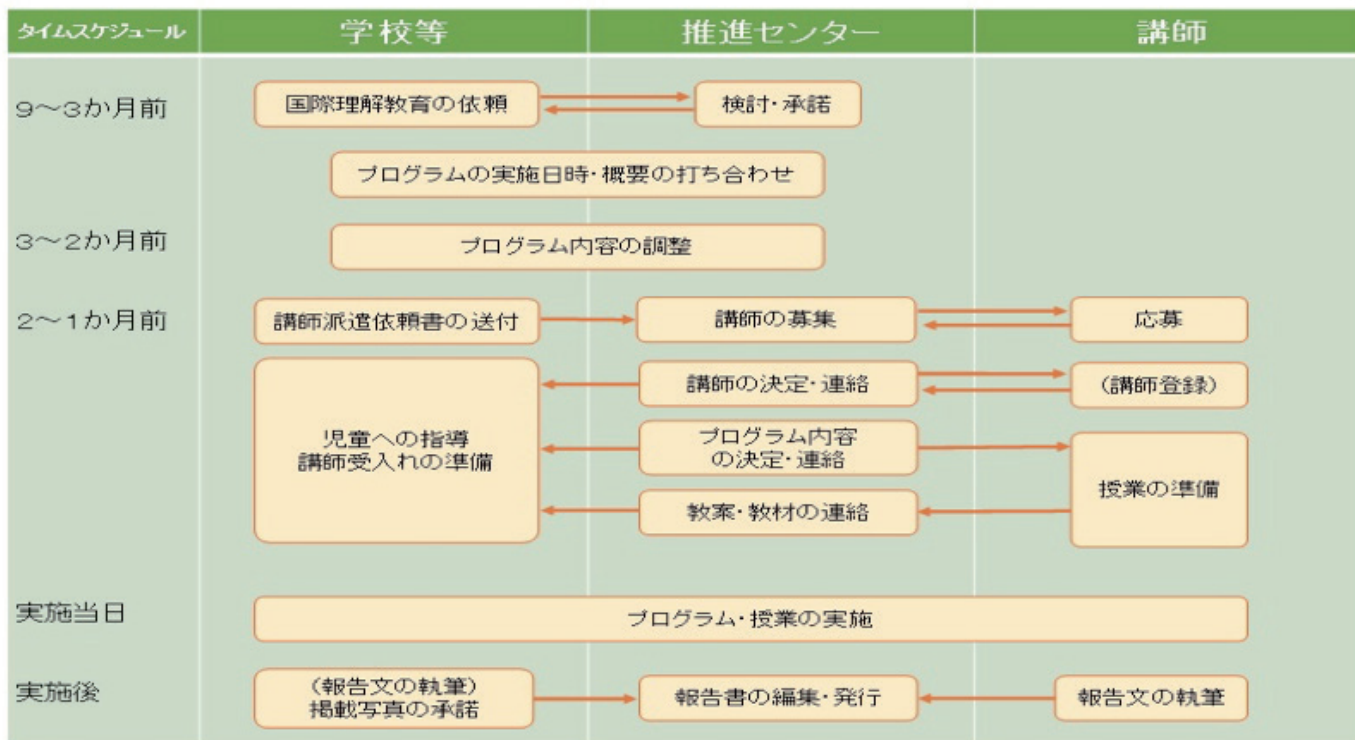 タイムスケジュール 学校等 推進センター 講師
9～3か月前 国際理解教育の依頼 検討・承諾
プログラムの実施日時・概要の打ち合わせ
3～2か月前 プログラム内容の調整
2～1か月前 講師派遣依頼書の送付 講師の募集 応募
講師の決定・連絡 (講師登録)
児童への指導
講師受入れの準備
プログラム内容
の決定・連絡
授業の準備
教案・教材の連絡
実施当日 プログラム・授業の実施
実施後 (報告文の執筆)
掲載写真の承諾
報告書の編集・発行 報告文の執筆